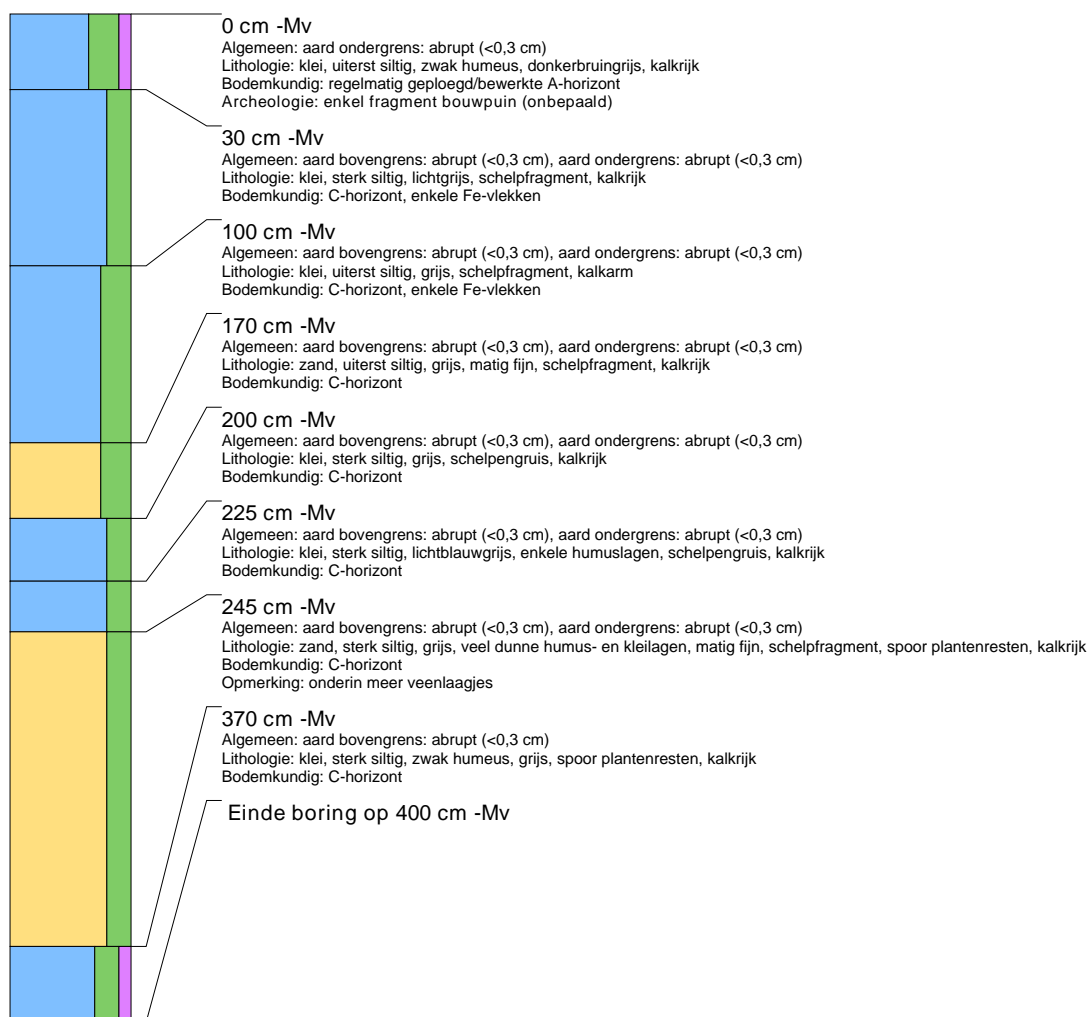 0 cm -Mv
Algemeen: aard ondergrens: abrupt (<0,3 cm)
Lithologie: klei, uiterst siltig, zwak humeus, donkerbruingrijs, kalkrijk
Bodemkundig: regelmatig geploegd/bewerkte A-horizont
Archeologie: enkel fragment bouwpuin (onbepaald)
30 cm -Mv
Algemeen: aard bovengrens: abrupt (<0,3 cm), aard ondergrens: abrupt (<0,3 cm)
Lithologie: klei, sterk siltig, lichtgrijs, schelpfragment, kalkrijk
Bodemkundig: C-horizont, enkele Fe-vlekken
100 cm -Mv
Algemeen: aard bovengrens: abrupt (<0,3 cm), aard ondergrens: abrupt (<0,3 cm)
Lithologie: klei, uiterst siltig, grijs, schelpfragment, kalkarm
Bodemkundig: C-horizont, enkele Fe-vlekken
170 cm -Mv
Algemeen: aard bovengrens: abrupt (<0,3 cm), aard ondergrens: abrupt (<0,3 cm)
Lithologie: zand, uiterst siltig, grijs, matig fijn, schelpfragment, kalkrijk
Bodemkundig: C-horizont
200 cm -Mv
Algemeen: aard bovengrens: abrupt (<0,3 cm), aard ondergrens: abrupt (<0,3 cm)
Lithologie: klei, sterk siltig, grijs, schelpengruis, kalkrijk
Bodemkundig: C-horizont
225 cm -Mv
Algemeen: aard bovengrens: abrupt (<0,3 cm), aard ondergrens: abrupt (<0,3 cm)
Lithologie: klei, sterk siltig, lichtblauwgrijs, enkele humuslagen, schelpengruis, kalkrijk
Bodemkundig: C-horizont
245 cm -Mv
Algemeen: aard bovengrens: abrupt (<0,3 cm), aard ondergrens: abrupt (<0,3 cm)
Lithologie: zand, sterk siltig, grijs, veel dunne humus- en kleilagen, matig fijn, schelpfragment, spoor plantenresten, kalkrijk
Bodemkundig: C-horizont
Opmerking: onderin meer veenlaagjes
370 cm -Mv
Algemeen: aard bovengrens: abrupt (<0,3 cm)
Lithologie: klei, sterk siltig, zwak humeus, grijs, spoor plantenresten, kalkrijk
Bodemkundig: C-horizont
Einde boring op 400 cm -Mv